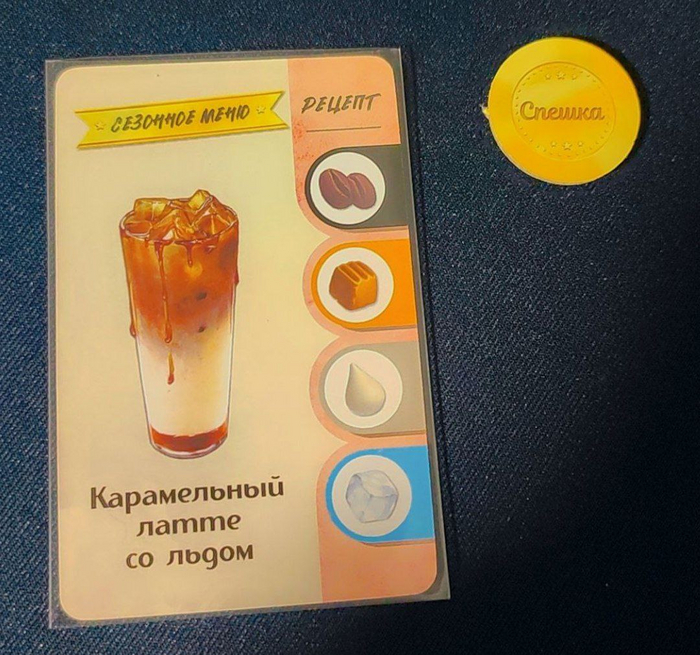 СЕЗОННОЕ МЕНЮ
РЕЦЕПТ
Спешка
Карамельный
латте
со льдом